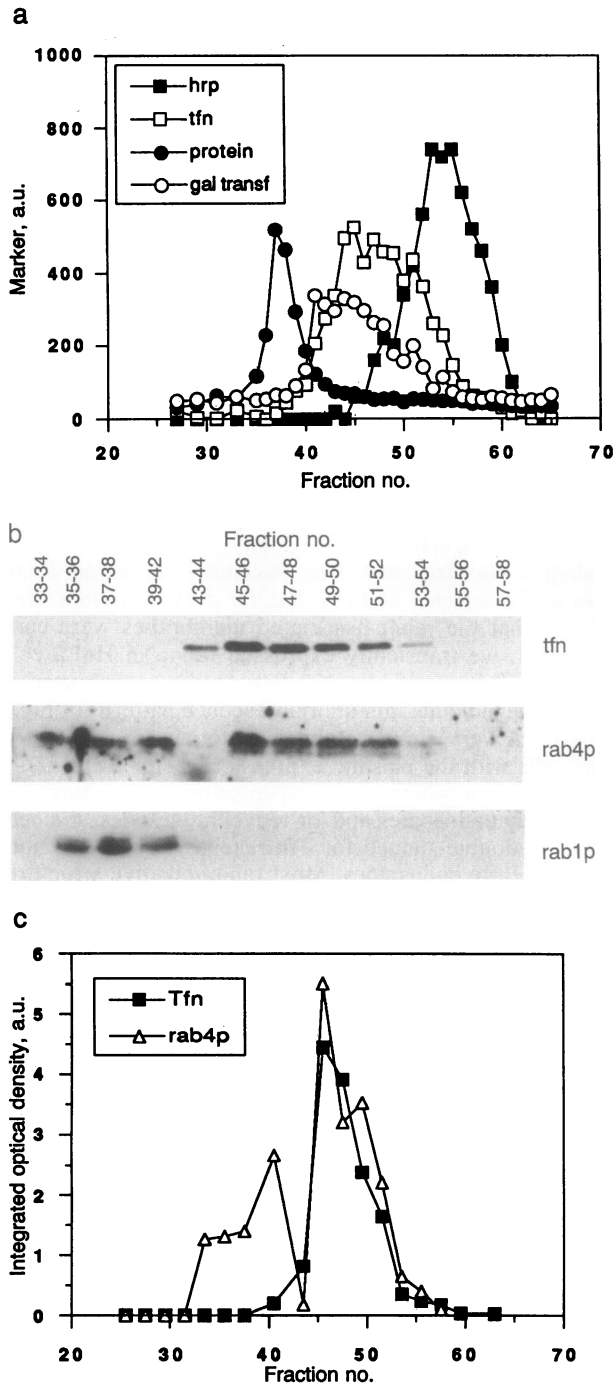 a
1000
800
600
400
200
0
Marker, a.u.
hrp
tfn
protein
gal transf
20 30 40 50 60 70
Fraction no.
b
Fraction no.
33-34 35-36 37-38 39-42 43-44 45-46 47-48 49-50 51-52 53-54 55-56 57-58
tfn
rab4p
rab1p
c
6
5
4
3
2
1
0
Integrated optical density, a.u.
Tfn
rab4p
20 30 40 50 60 70
Fraction no.